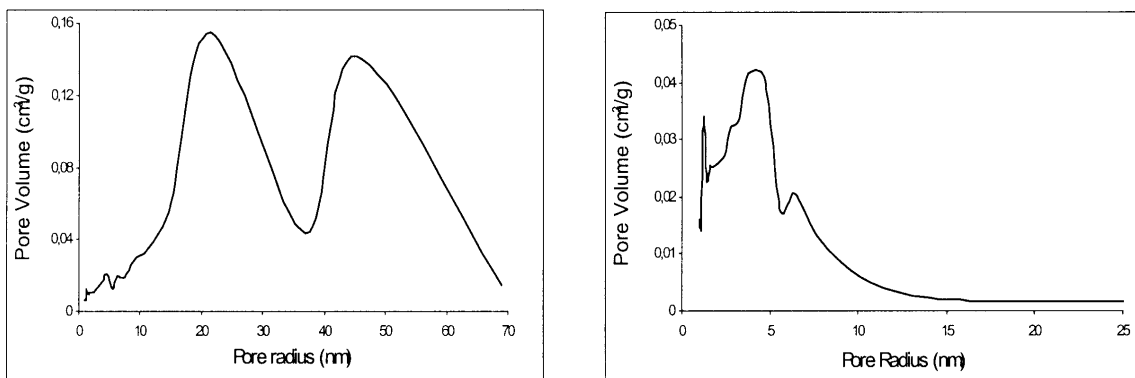 Pore Volume (cm³/g)
0,16
0,12
0,08
0,04
0
0 10 20 30 40 50 60 70
Pore radius (nm)
Pore Volume (cm³/g)
0,05
0,04
0,03
0,02
0,01
0
0 5 10 15 20 25
Pore Radius (nm)